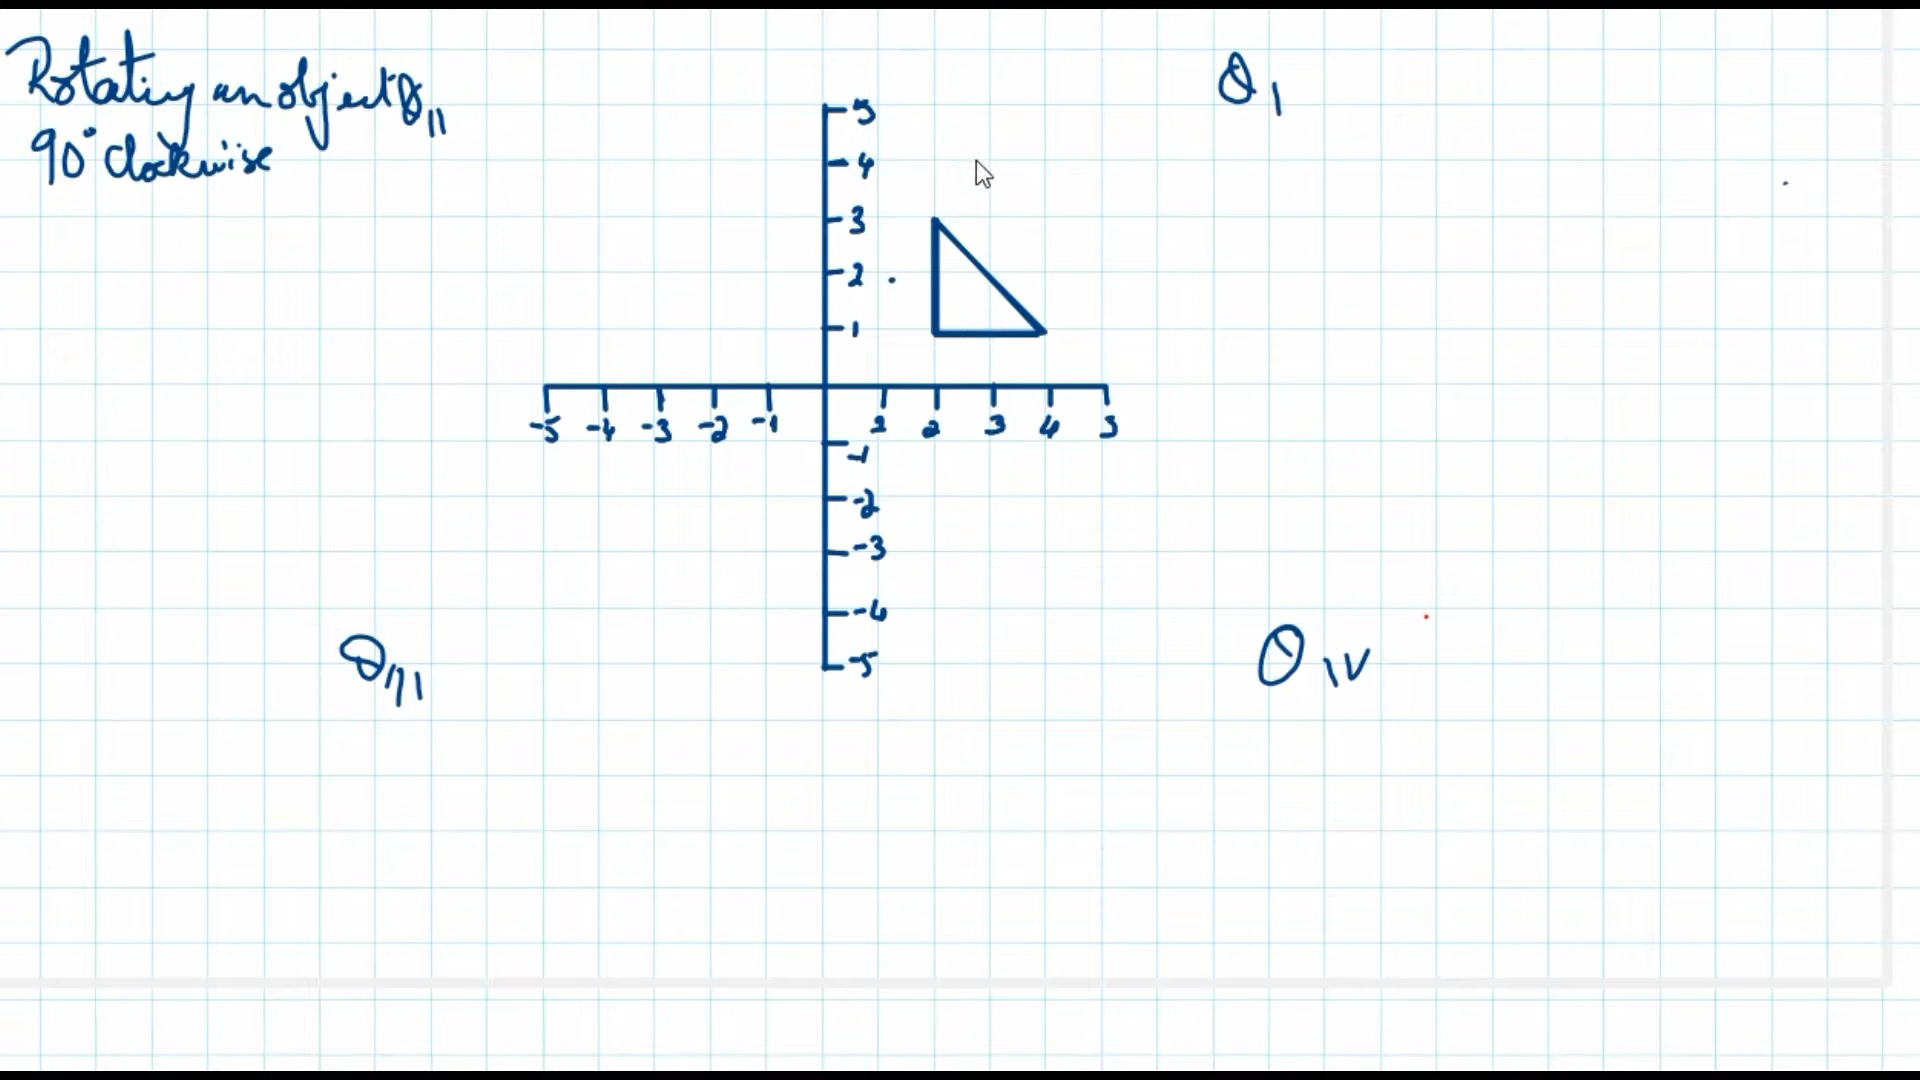 Rotating an object Q11
90° clockwise
Q1
5
4
3
2
1
-5 -4 -3 -2 -1 1 2 3 4 5
-1
-2
-3
-4
-5
Q111
Q1V